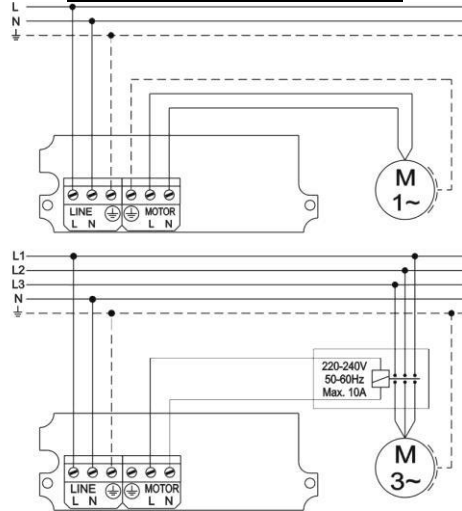 L
N
M
1~
LINE
MOTOR
L N
L N
L1
L2
L3
N
220-240V
50-60Hz
Max. 10A
M
3~
LINE
MOTOR
L N
L N